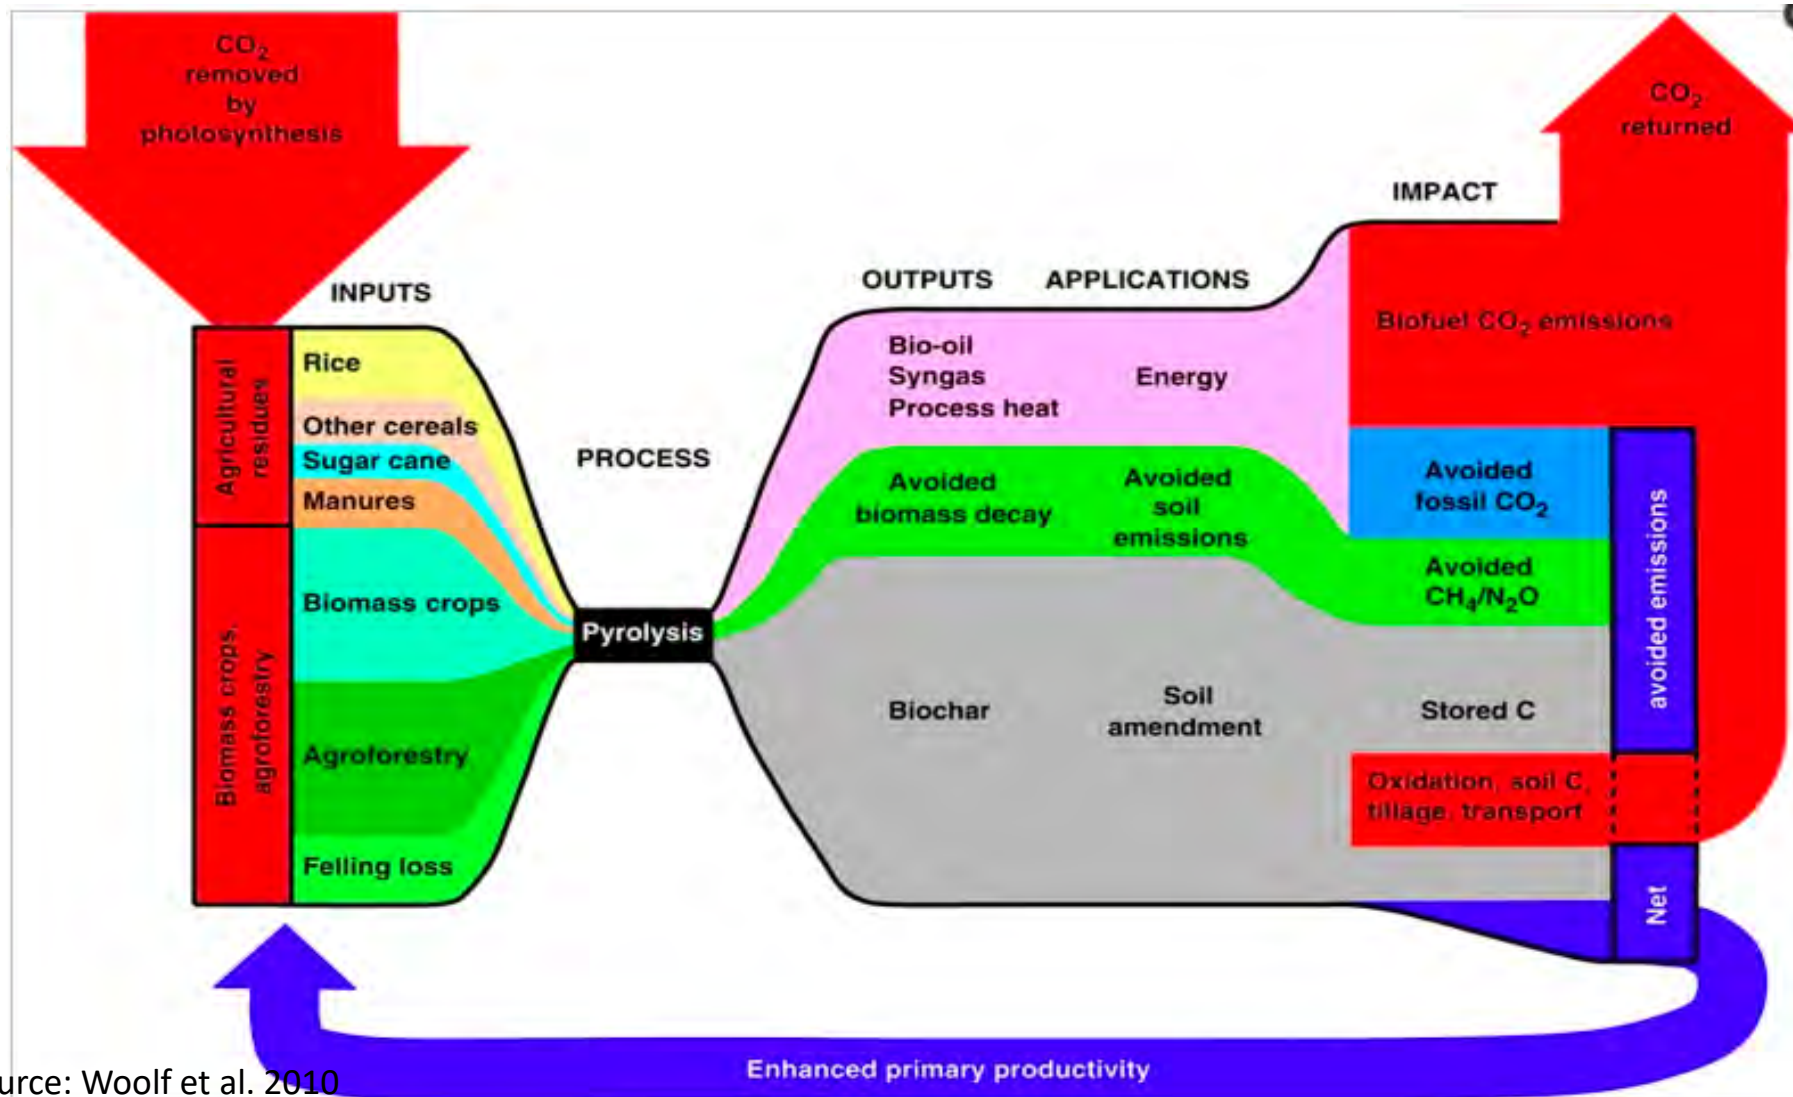 CO₂
removed
by
photosynthesis
CO₂
returned
IMPACT
INPUTS
OUTPUTS
APPLICATIONS
Agricultural
residues
Rice
Other cereals
Sugar cane
Manures
PROCESS
Bio-oil
Syngas
Process heat
Energy
Biofuel CO₂ emissions
Avoided
biomass decay
Avoided
soil
emissions
Avoided
fossil CO₂
Avoided
CH₄/N₂O
avoided emissions
Biomass crops,
agroforestry
Biomass crops
Agroforestry
Felling loss
Pyrolysis
Biochar
Soil
amendment
Stored C
Oxidation, soil C,
tillage, transport
Net
Enhanced primary productivity
urce: Woolf et al. 2010